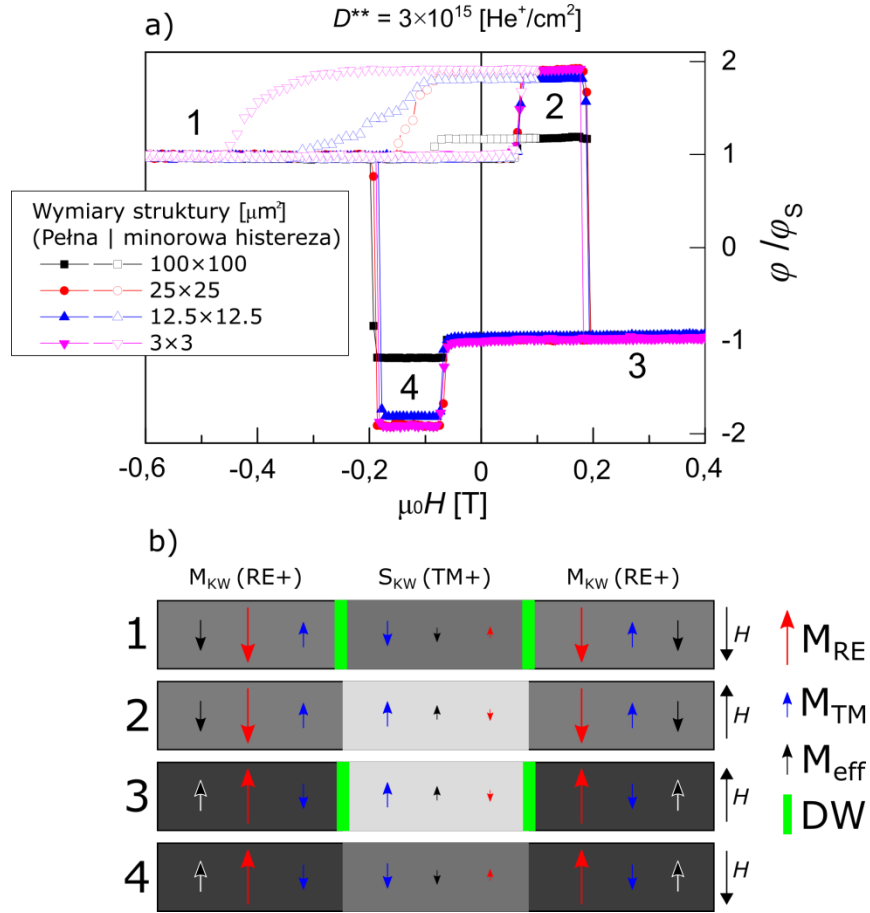 D** = 3×10¹⁵ [He⁺/cm²]
a)
1
2
3
4
2
1
0
-1
-2
φ/φS
Wymiary struktury [μm²]
(Pełna | minorowa histereza)
100×100
25×25
12.5×12.5
3×3
-0,6
-0,4
-0,2
0
0,2
0,4
μ₀H [T]
b)
MKW (RE+) SKW (TM+) MKW (RE+)
1 H
2 H
3 H
4 H
MRE
MTM
Meff
DW